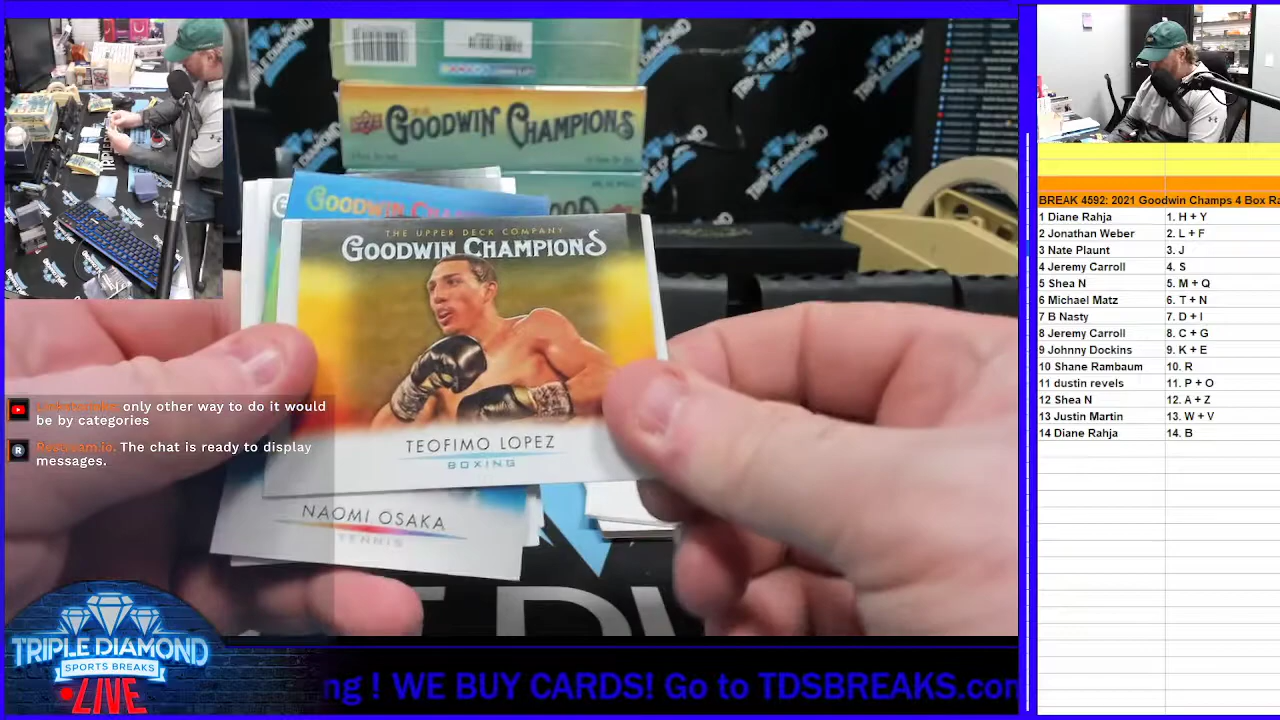 GOODWIN CHAMPIONS
GOODWIN CHAM
THE UPPER DECK COMPANY
GOODWIN CHAMPIONS
TEOFIMO LOPEZ
BOXING
NAOMI OSAKA
TENNIS
only other way to do it would
be by categories
Restream.io. The chat is ready to display
messages.
TRIPLE DIAMOND
SPORTS BREAKS
LIVE
ng ! WE BUY CARDS! Go to TDSBREAKS.com
BREAK 4592: 2021 Goodwin Champs 4 Box Ra
1 Diane Rahja 1. H + Y
2 Jonathan Weber 2. L + F
3 Nate Plaunt 3. J
4 Jeremy Carroll 4. S
5 Shea N 5. M + Q
6 Michael Matz 6. T + N
7 B Nasty 7. D + I
8 Jeremy Carroll 8. C + G
9 Johnny Dockins 9. K + E
10 Shane Rambaum 10. R
11 dustin revels 11. P + O
12 Shea N 12. A + Z
13 Justin Martin 13. W + V
14 Diane Rahja 14. B